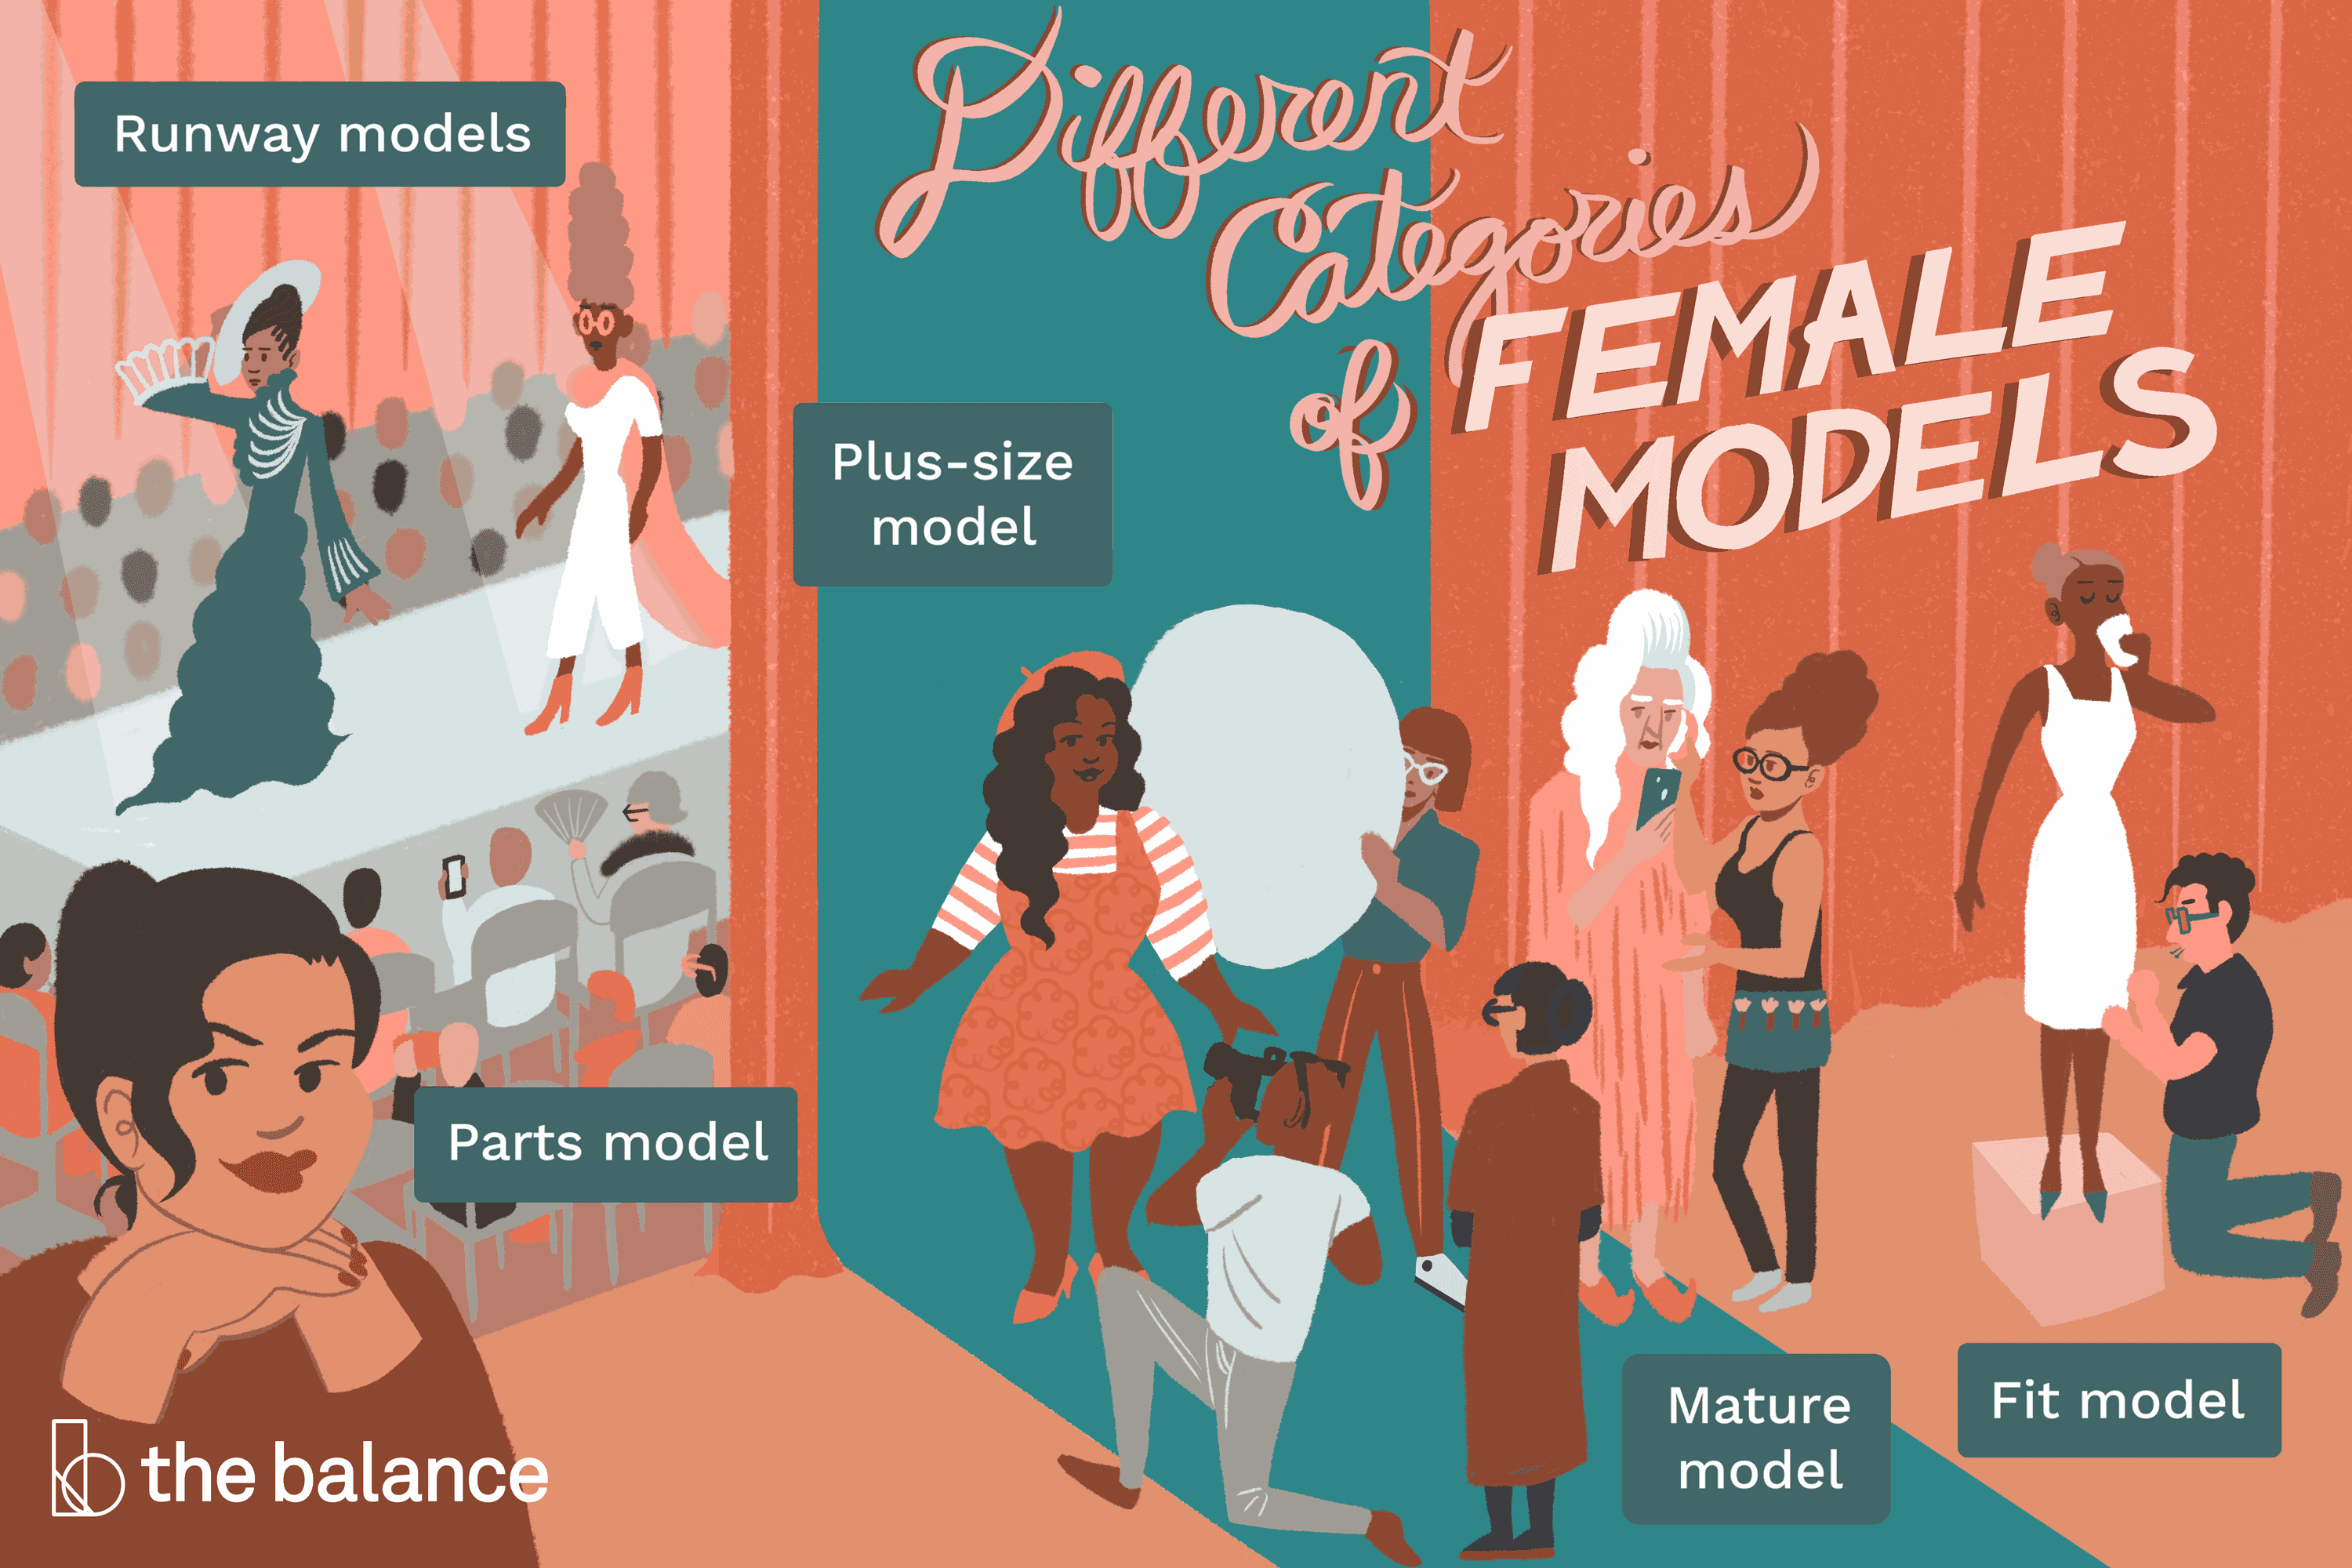 Different
Categories
of
FEMALE
MODELS
Runway models
Plus-size
model
Parts model
Mature
model
Fit model
the balance